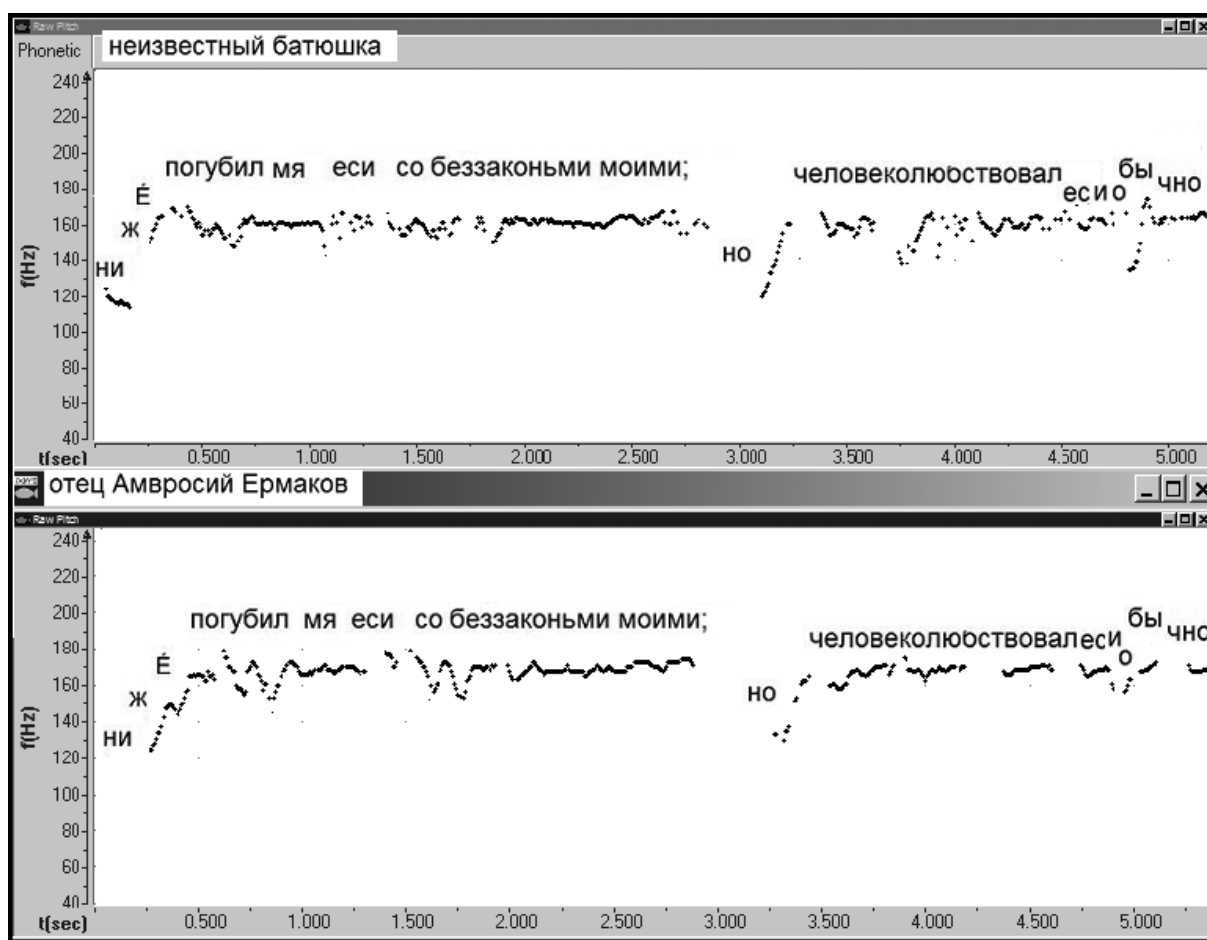 Raw Pitch
Phonetic
неизвестный батюшка
240
220
200
180
160
140
120
100
80
60
40
f(Hz)
ни
ж
É
погубил мя еси со беззаконьми моими;
но
человеколюбствовал
еси о
бы
чно
t(sec) 0.500 1.000 1.500 2.000 2.500 3.000 3.500 4.000 4.500 5.000
отец Амвросий Ермаков
Raw Pitch
240
220
200
180
160
140
120
100
80
60
40
f(Hz)
ни
ж
É
погубил мя еси со беззаконьми моими;
но
человеколюбствовал еси
о
бы
чно
t(sec) 0.500 1.000 1.500 2.000 2.500 3.000 3.500 4.000 4.500 5.000